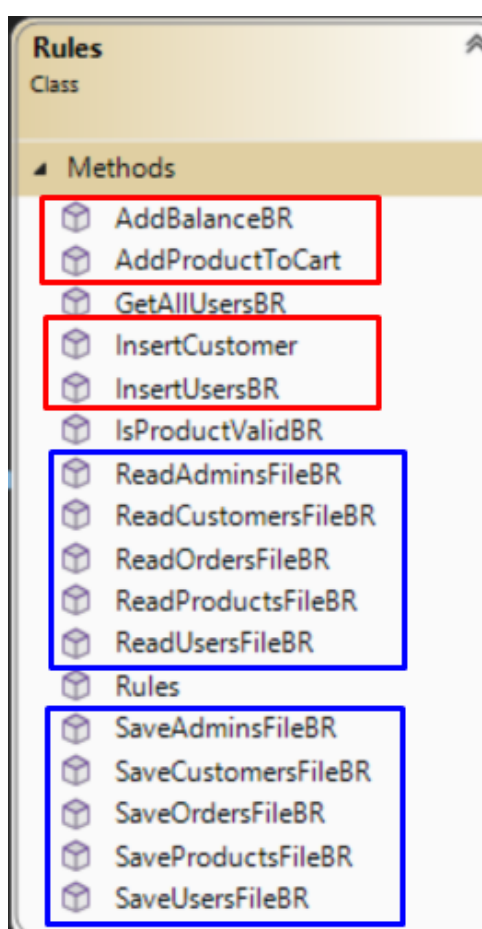 Rules
Class
Methods
AddBalanceBR
AddProductToCart
GetAllUsersBR
InsertCustomer
InsertUsersBR
IsProductValidBR
ReadAdminsFileBR
ReadCustomersFileBR
ReadOrdersFileBR
ReadProductsFileBR
ReadUsersFileBR
Rules
SaveAdminsFileBR
SaveCustomersFileBR
SaveOrdersFileBR
SaveProductsFileBR
SaveUsersFileBR